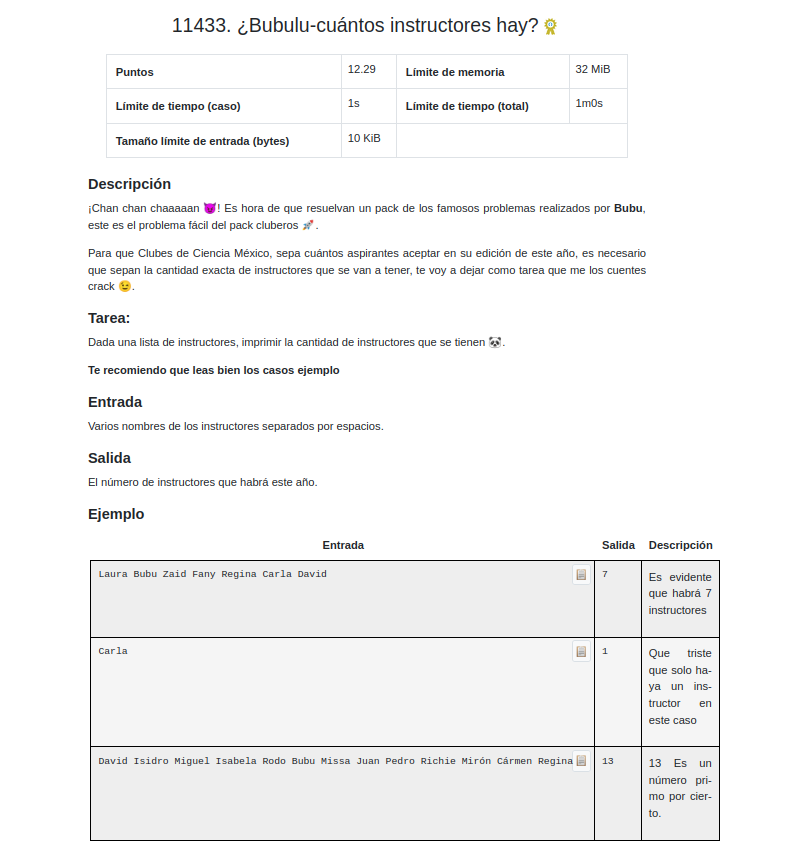 11433. ¿Bubulu-cuántos instructores hay?
Puntos 12.29 Límite de memoria 32 MiB
Límite de tiempo (caso) 1s Límite de tiempo (total) 1m0s
Tamaño límite de entrada (bytes) 10 KiB
Descripción
¡Chan chan chaaaaan 😈! Es hora de que resuelvan un pack de los famosos problemas realizados por Bubu,
este es el problema fácil del pack cluberos 🚀.
Para que Clubes de Ciencia México, sepa cuántos aspirantes aceptar en su edición de este año, es necesario
que sepan la cantidad exacta de instructores que se van a tener, te voy a dejar como tarea que me los cuentes
crack 😉.
Tarea:
Dada una lista de instructores, imprimir la cantidad de instructores que se tienen 🐼.
Te recomiendo que leas bien los casos ejemplo
Entrada
Varios nombres de los instructores separados por espacios.
Salida
El número de instructores que habrá este año.
Ejemplo
Entrada Salida Descripción
Laura Bubu Zaid Fany Regina Carla David 7
Es evidente
que habrá 7
instructores
Carla 1
Que triste
que solo ha-
ya un ins-
tructor en
este caso
David Isidro Miguel Isabela Rodo Bubu Missa Juan Pedro Richie Mirón Cármen Regina 13
13 Es un
número pri-
mo por cier-
to.